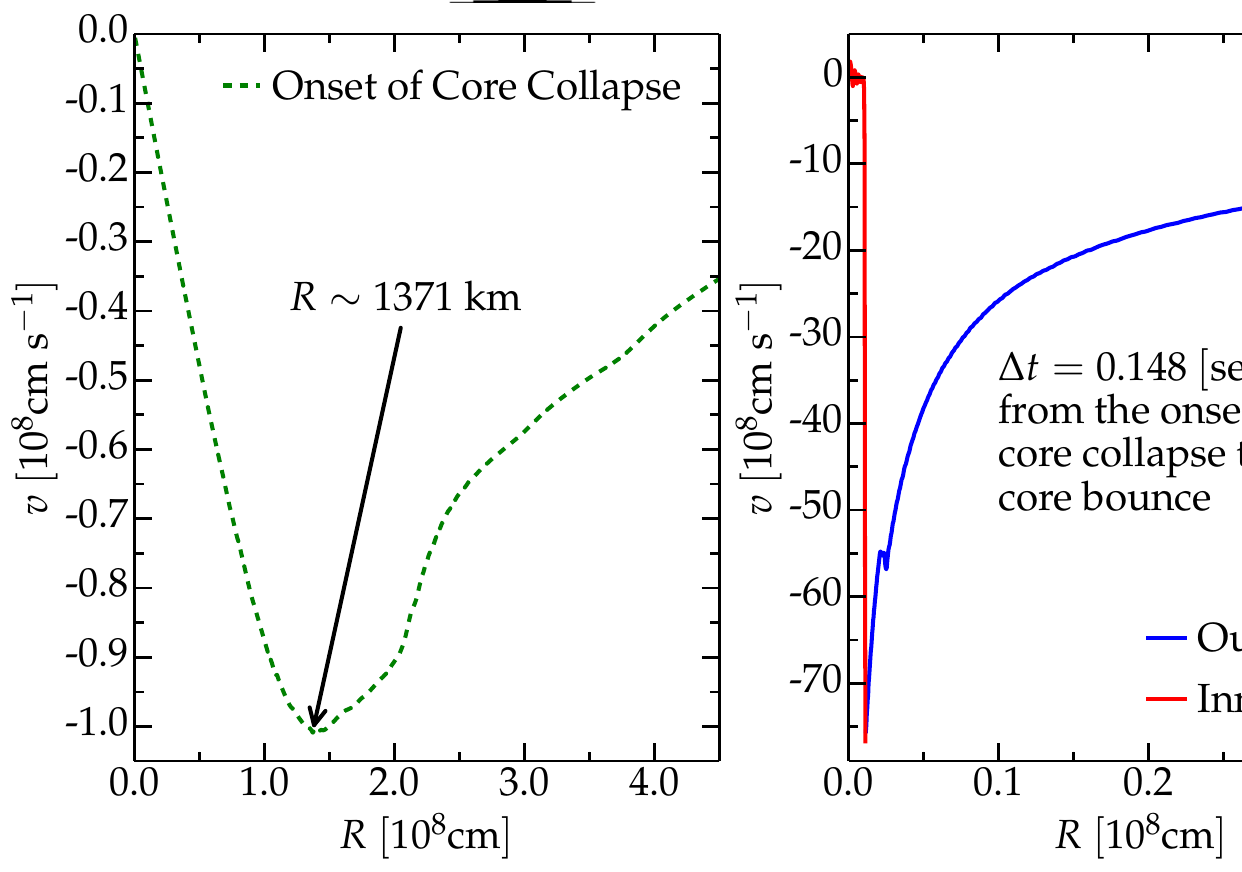 0.0
-0.1
-0.2
-0.3
-0.4
-0.5
-0.6
-0.7
-0.8
-0.9
-1.0
v [10⁸cm s⁻¹]
Onset of Core Collapse
R ∼ 1371 km
0.0 1.0 2.0 3.0 4.0
R [10⁸cm]
0
-10
-20
-30
-40
-50
-60
-70
v [10⁸cm s⁻¹]
Δt = 0.148 [se
from the onse
core collapse t
core bounce
Ou
Inn
0.0 0.1 0.2
R [10⁸cm]